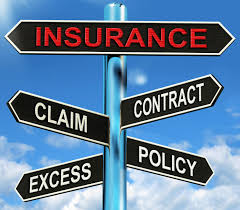 INSURANCE
CLAIM
CONTRACT
EXCESS
POLICY